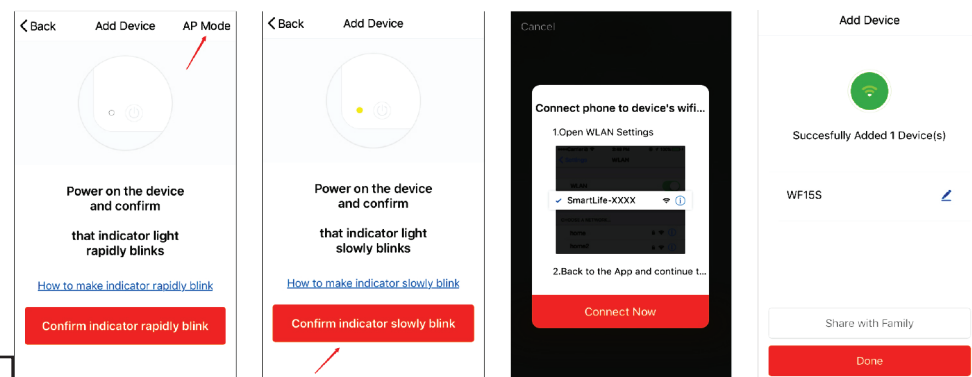 Back
Add Device
AP Mode
Power on the device
and confirm
that indicator light
rapidly blinks
How to make indicator rapidly blink
Confirm indicator rapidly blink
Back
Add Device
Power on the device
and confirm
that indicator light
slowly blinks
How to make indicator slowly blink
Confirm indicator slowly blink
Cancel
Connect phone to device's wifi...
1.Open WLAN Settings
WLAN
WLAN
SmartLife-XXXX
home
2.Back to the App and continue t...
Connect Now
Add Device
Succesfully Added 1 Device(s)
WF15S
Share with Family
Done